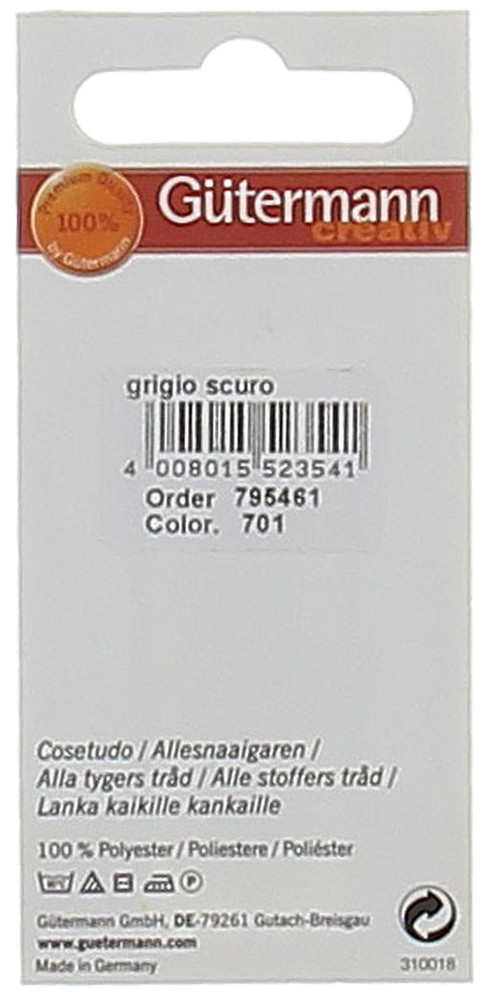 Gütermann
creativ
Premium Quality
100%
by Gütermann
grigio scuro
4 008015 523541
Order 795461
Color. 701
Cosetudo / Allesnaaigaren /
Alla tygers tråd / Alle stoffers tråd /
Lanka kaikille kankaille
100 % Polyester / Poliestere / Poliéster
P
Gütermann GmbH, DE-79261 Gutach-Breisgau
www.guetermann.com
Made in Germany
310018